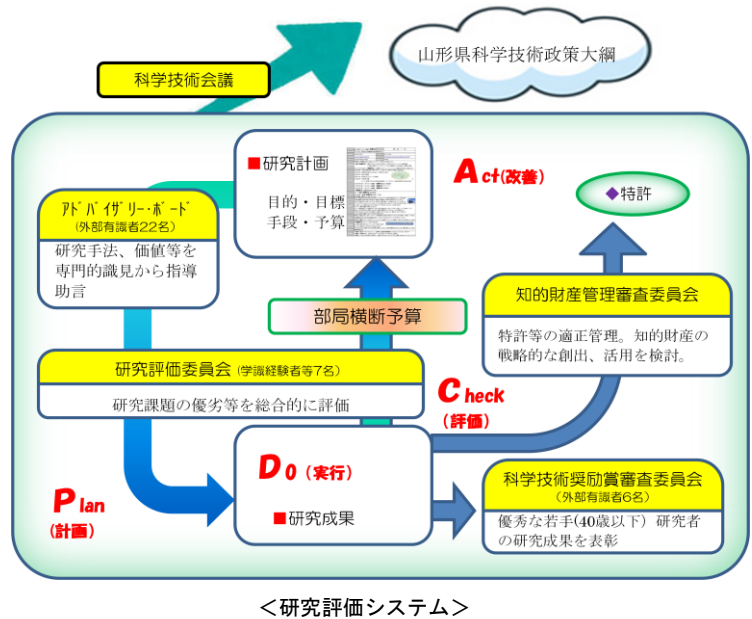 山形県科学技術政策大綱
科学技術会議
■研究計画
目的・目標
手段・予算
Act(改善)
◆特許
ｱﾄﾞﾊﾞｲｻﾞﾘｰ･ﾎﾞｰﾄﾞ
(外部有識者22名)
研究手法、価値等を
専門的識見から指導
助言
部局横断予算
知的財産管理審査委員会
特許等の適正管理。知的財産の
戦略的な創出、活用を検討。
研究評価委員会 (学識経験者等7名)
研究課題の優劣等を総合的に評価
Check
(評価)
Do (実行)
■研究成果
Plan
(計画)
科学技術奨励賞審査委員会
(外部有識者6名)
優秀な若手(40歳以下) 研究者
の研究成果を表彰
＜研究評価システム＞